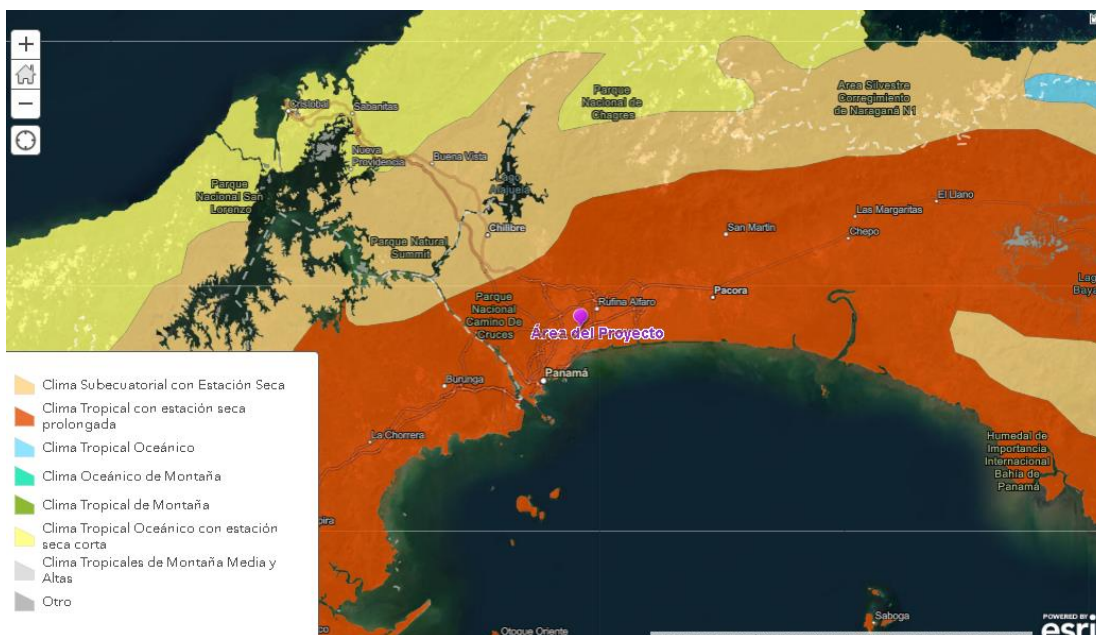 +
−
Cristobal
Sabanitas
Nueva
Providencia
Buena Vista
Parque
Nacional de
Chagres
Area Silvestre
Corregimiento
de Naraganá N1
Parque
Nacional San
Lorenzo
Lago
Alajuela
Chilibre
Parque Natural
Summit
El Llano
Las Margaritas
San Martin
Chepo
Pacora
Rufina Alfaro
Parque
Nacional
Camino De
Cruces
Área del Proyecto
Panamá
Burunga
La Chorrera
Humedal de
Importancia
Internacional
Bahía de
Panamá
Saboga
Otoque Oriente
Clima Subecuatorial con Estación Seca
Clima Tropical con estación seca
prolongada
Clima Tropical Oceánico
Clima Oceánico de Montaña
Clima Tropical de Montaña
Clima Tropical Oceánico con estación
seca corta
Clima Tropicales de Montaña Media y
Altas
Otro
POWERED BY
esri